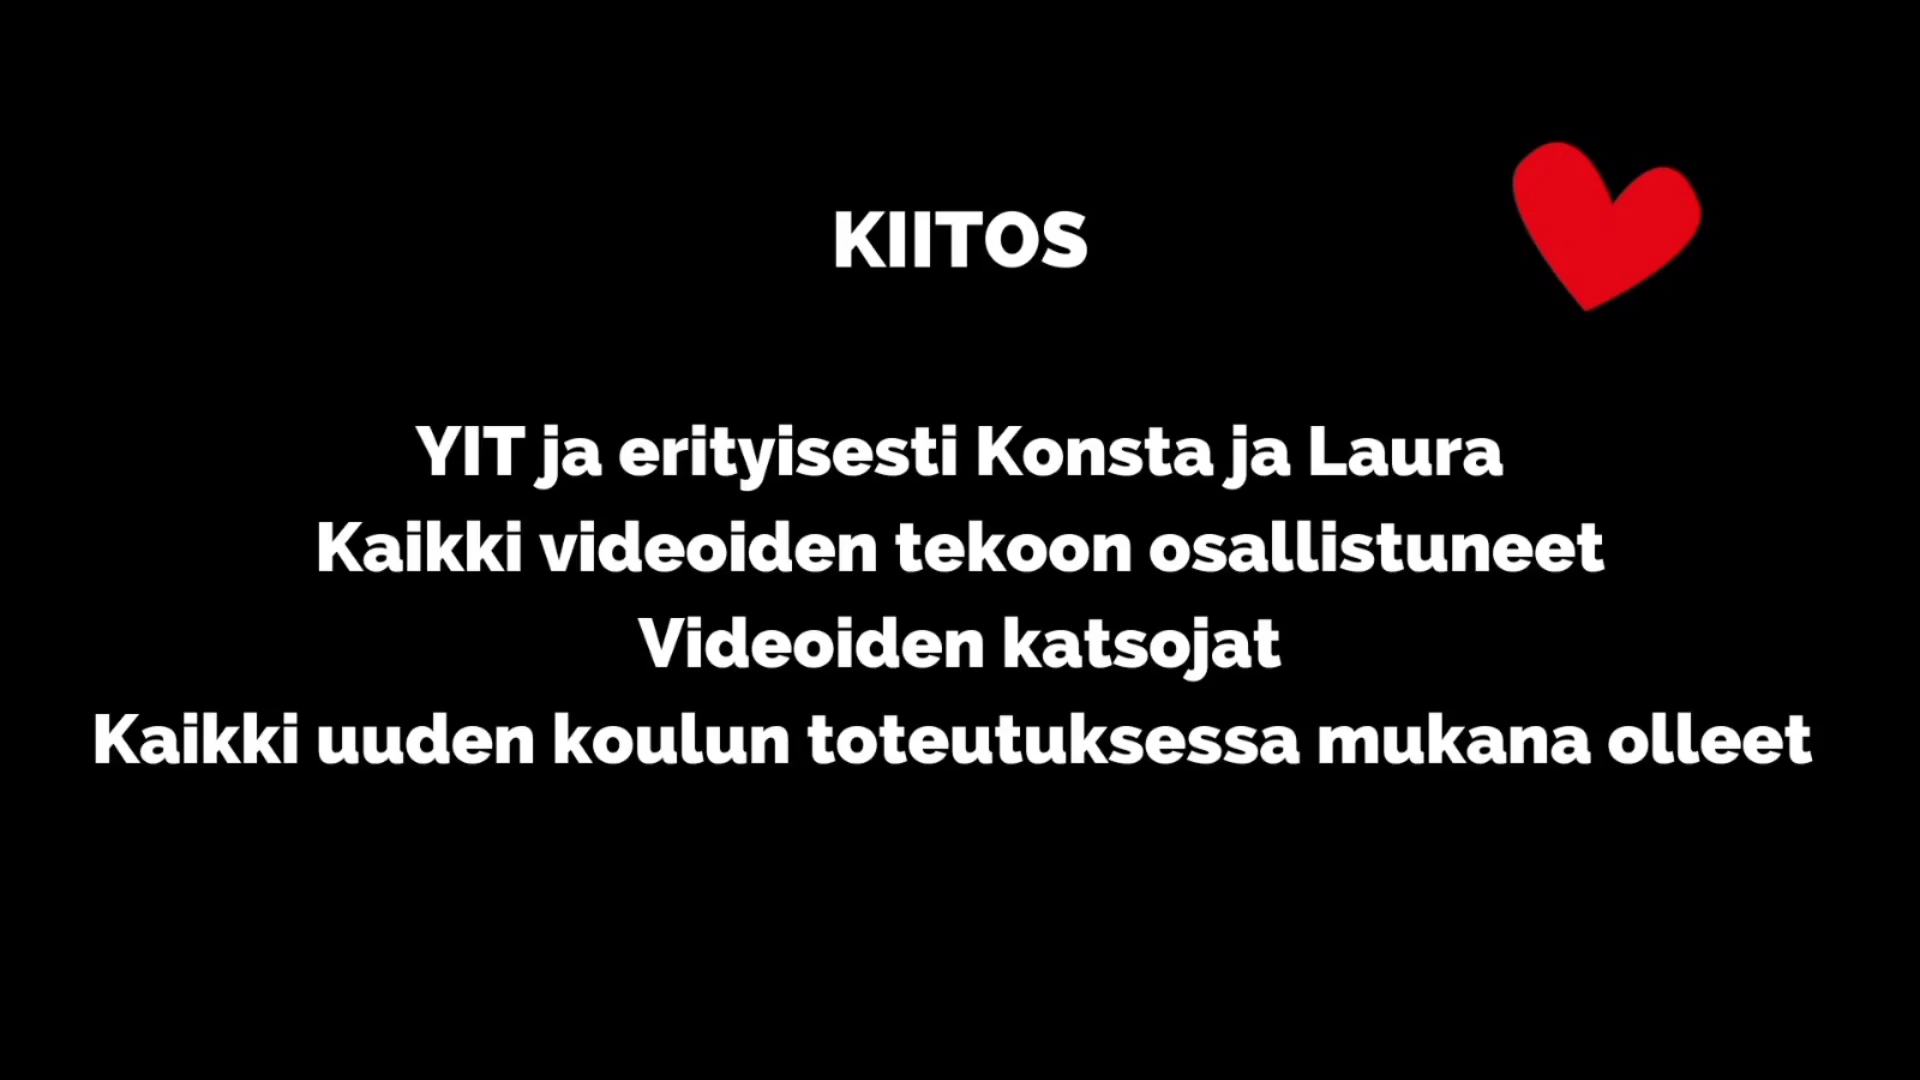 KIITOS
YIT ja erityisesti Konsta ja Laura
Kaikki videoiden tekoon osallistuneet
Videoiden katsojat
Kaikki uuden koulun toteutuksessa mukana olleet